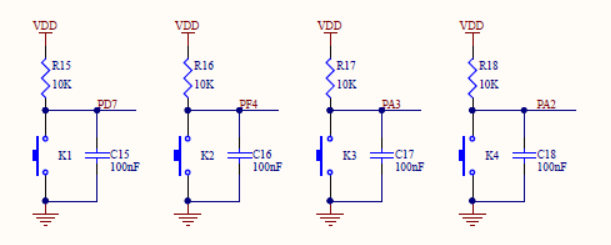 VDD VDD VDD VDD
R15 R16 R17 R18
10K 10K 10K 10K
PD7 PF4 PA3 PA2
K1 C15 K2 C16 K3 C17 K4 C18
100nF 100nF 100nF 100nF